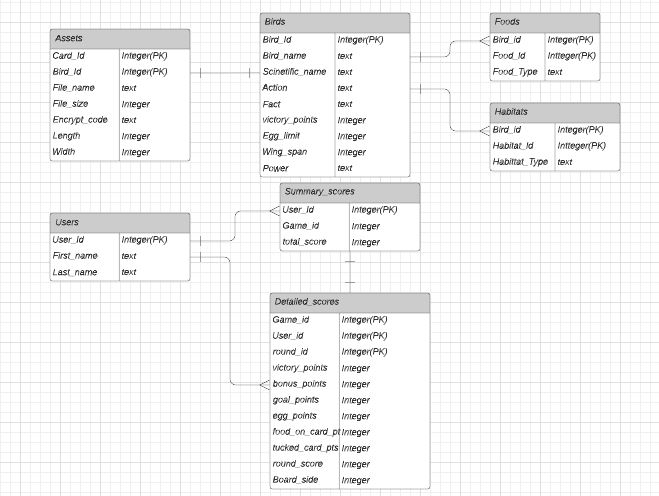 Assets
Card_Id Integer(PK)
Bird_Id Integer(PK)
File_name text
File_size Integer
Encrypt_code text
Length Integer
Width Integer
Birds
Bird_Id Integer(PK)
Bird_name text
Scinetific_name text
Action text
Fact text
victory_points Integer
Egg_limit Integer
Wing_span Integer
Power text
Foods
Bird_id Integer(PK)
Food_Id Intteger(PK)
Food_Type text
Habitats
Bird_id Intteger(PK)
Habitat_Id Intteger(PK)
Habittat_Type text
Users
User_Id Integer(PK)
First_name text
Last_name text
Summary_scores
User_Id Integer(PK)
Game_id Integer
total_score Integer
Detailed_scores
Game_id Integer(PK)
User_id Integer(PK)
round_id Integer(PK)
victory_points Integer
bonus_points Integer
goal_points Integer
egg_points Integer
food_on_card_pt Integer
tucked_card_pts Integer
round_score Integer
Board_side Integer